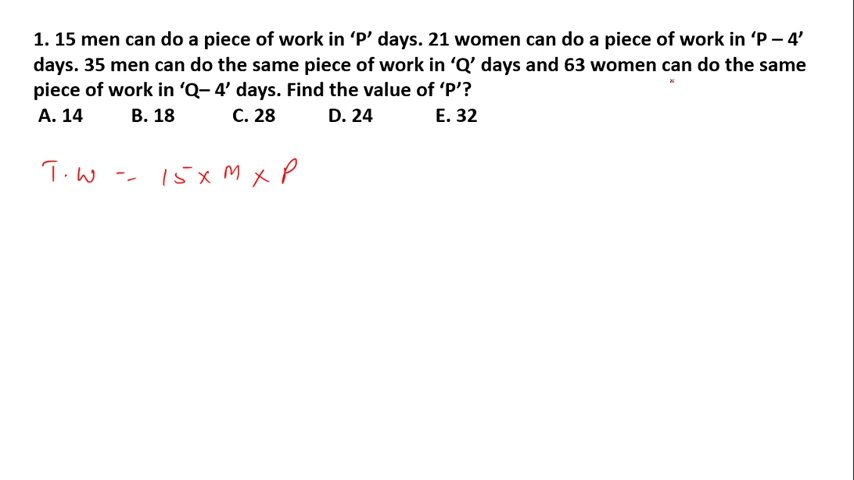 1. 15 men can do a piece of work in ‘P’ days. 21 women can do a piece of work in ‘P – 4’
days. 35 men can do the same piece of work in ‘Q’ days and 63 women can do the same
piece of work in ‘Q– 4’ days. Find the value of ‘P’?
A. 14 B. 18 C. 28 D. 24 E. 32
T.W = 15 x M x P